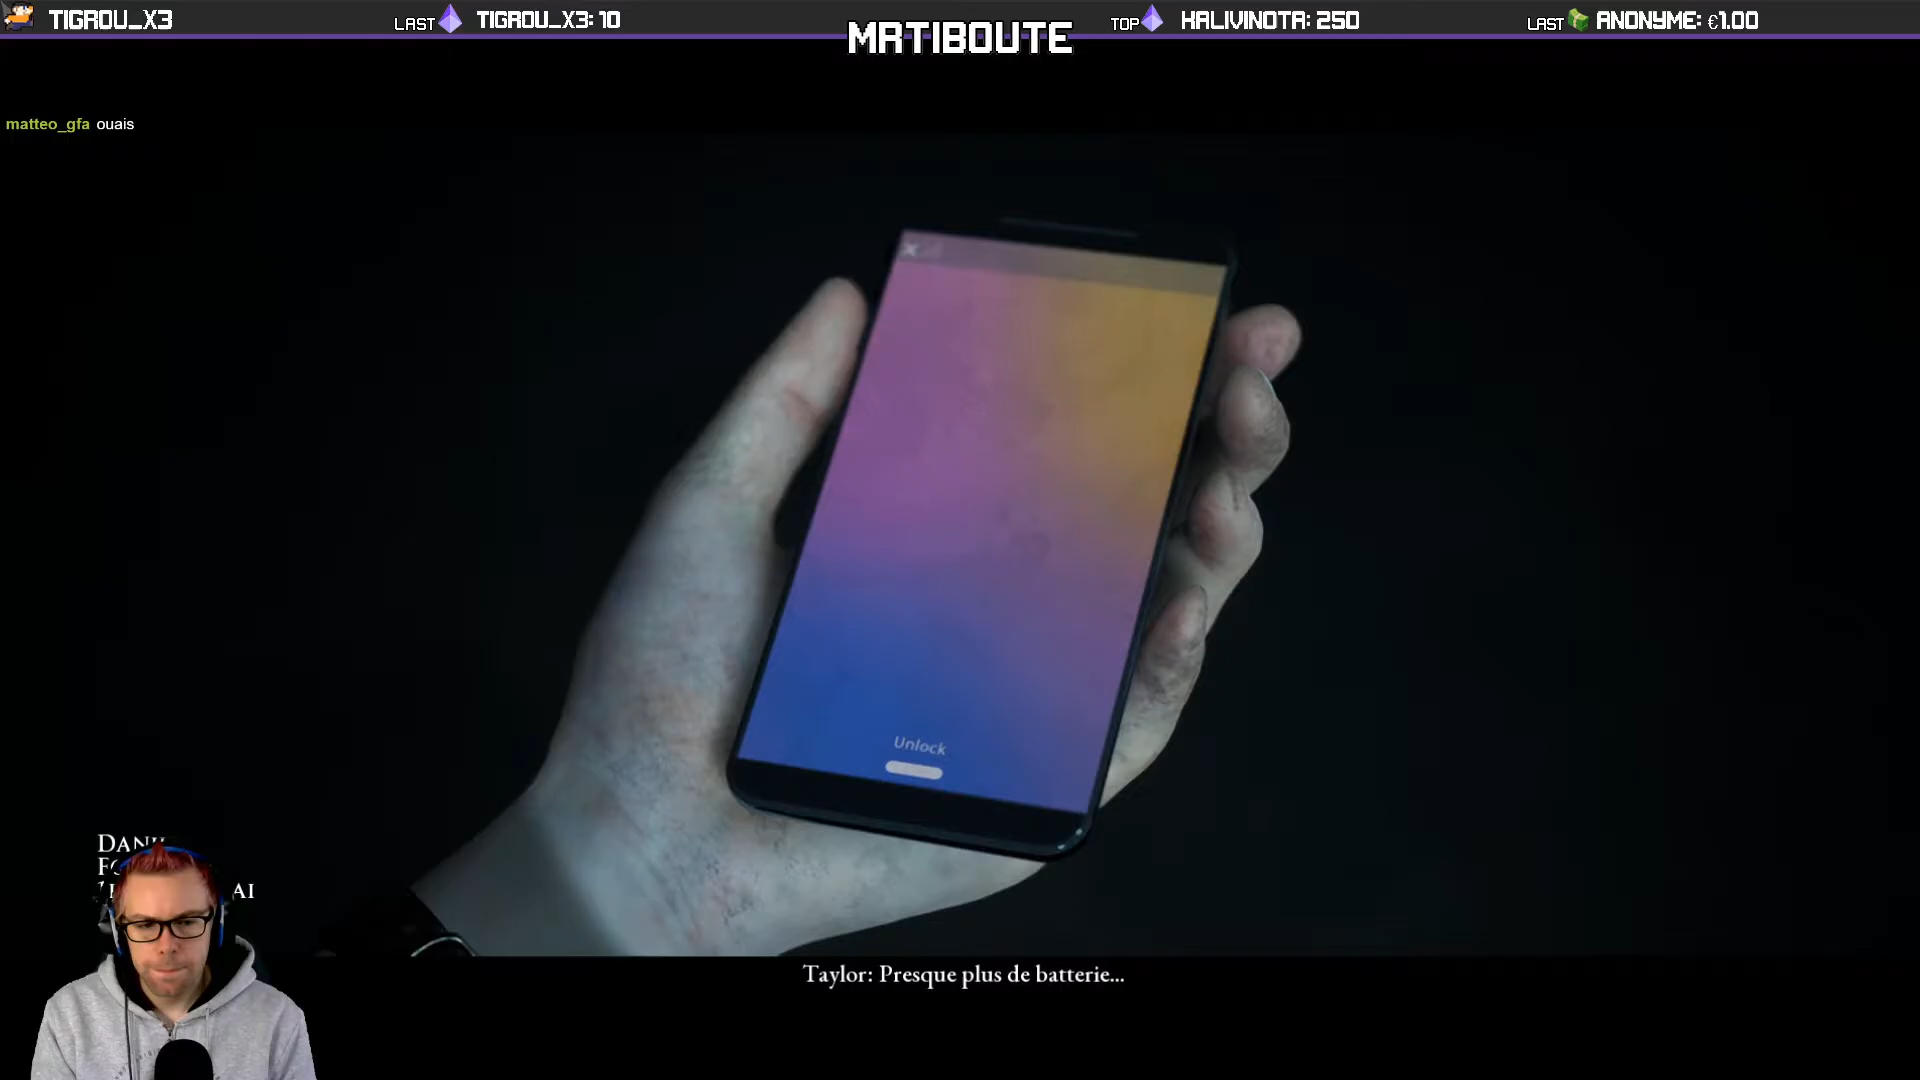 TIGROU_X3
LAST TIGROU_X3: 10
MATIBOUTE
TOP KALIVINOTA: 250
LAST ANONYME: €1.00
matteo_gfa ouais
Unlock
Taylor: Presque plus de batterie...